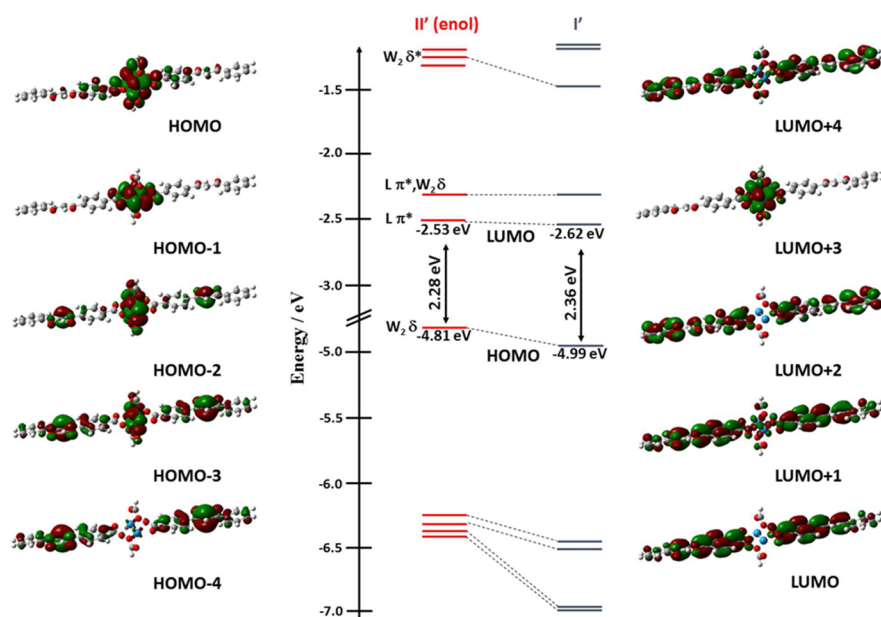 II' (enol)
I'
W₂ δ*
-1.5
HOMO
LUMO+4
-2.0
L π*,W₂ δ
L π*
-2.5
-2.53 eV
LUMO
-2.62 eV
HOMO-1
LUMO+3
2.28 eV
2.36 eV
-3.0
Energy / eV
W₂ δ
-4.81 eV
HOMO
-4.99 eV
-5.0
HOMO-2
LUMO+2
-5.5
HOMO-3
LUMO+1
-6.0
-6.5
HOMO-4
LUMO
-7.0